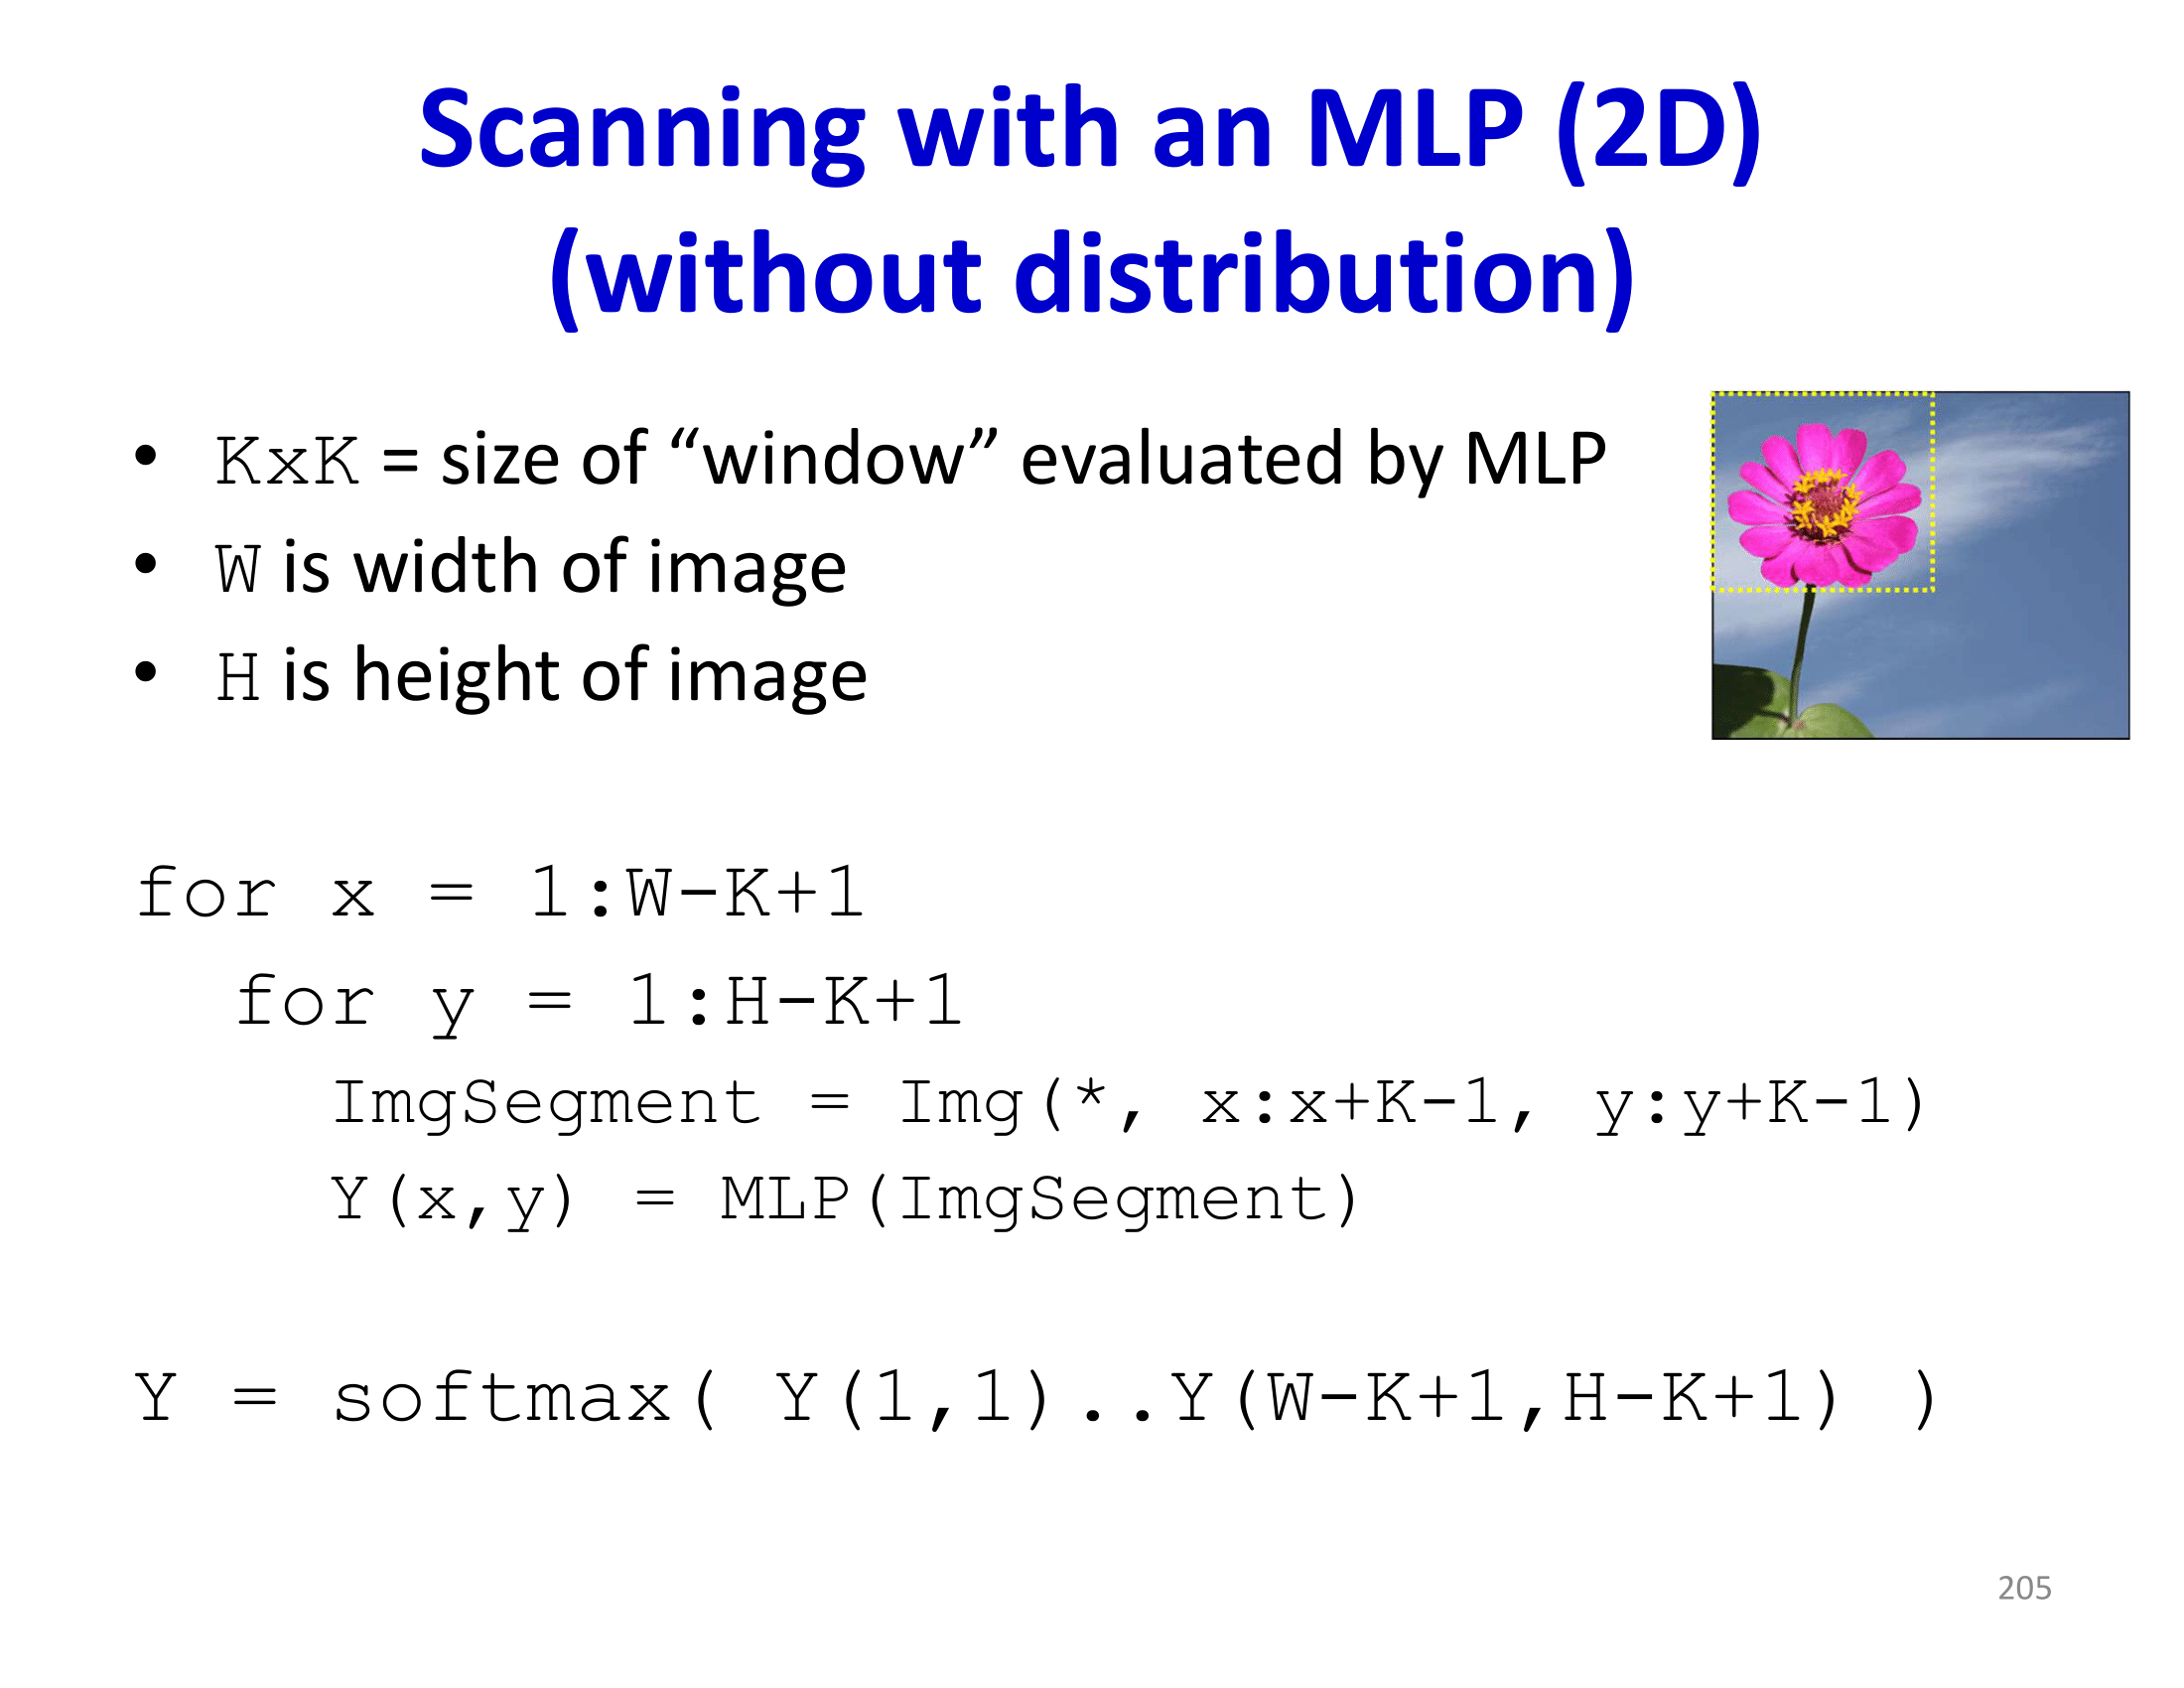 Scanning with an MLP (2D)
(without distribution)
• KxK = size of “window” evaluated by MLP
• W is width of image
• H is height of image
for x = 1:W-K+1
for y = 1:H-K+1
ImgSegment = Img(*, x:x+K-1, y:y+K-1)
Y(x,y) = MLP(ImgSegment)
Y = softmax( Y(1,1)..Y(W-K+1,H-K+1) )
205